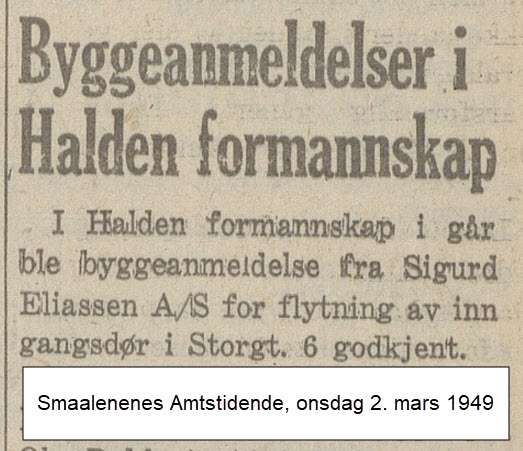 Byggeanmeldelser i
Halden formannskap
I Halden formannskap i går
ble byggeanmeldelse fra Sigurd
Eliassen A/S for flytning av inn
gangsdør i Storgt. 6 godkjent.
Smaalenenes Amtstidende, onsdag 2. mars 1949